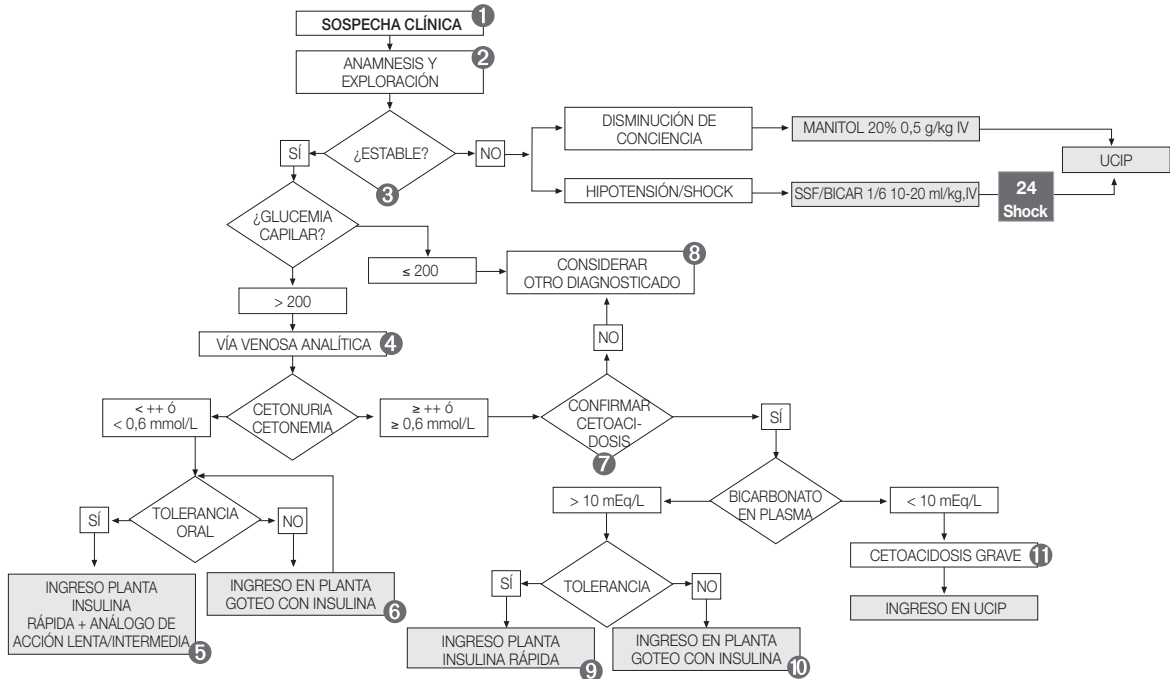 SOSPECHA CLÍNICA
1
ANAMNESIS Y
EXPLORACIÓN
2
¿ESTABLE?
3
SÍ
NO
DISMINUCIÓN DE
CONCIENCIA
MANITOL 20% 0,5 g/kg IV
UCIP
HIPOTENSIÓN/SHOCK
SSF/BICAR 1/6 10-20 ml/kg,IV
24
Shock
¿GLUCEMIA
CAPILAR?
≤ 200
CONSIDERAR
OTRO DIAGNOSTICADO
8
> 200
NO
VÍA VENOSA ANALÍTICA
4
< ++ ó
< 0,6 mmol/L
CETONURIA
CETONEMIA
≥ ++ ó
≥ 0,6 mmol/L
CONFIRMAR
CETOACI-
DOSIS
7
SÍ
TOLERANCIA
ORAL
SÍ
NO
> 10 mEq/L
BICARBONATO
EN PLASMA
< 10 mEq/L
CETOACIDOSIS GRAVE
11
INGRESO EN UCIP
INGRESO PLANTA
INSULINA
RÁPIDA + ANÁLOGO DE
ACCIÓN LENTA/INTERMEDIA
5
INGRESO EN PLANTA
GOTEO CON INSULINA
6
SÍ
TOLERANCIA
NO
INGRESO PLANTA
INSULINA RÁPIDA
9
INGRESO EN PLANTA
GOTEO CON INSULINA
10